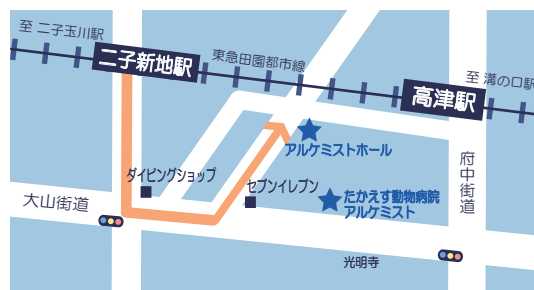 至 二子玉川駅
二子新地駅
東急田園都市線
至 溝の口駅
高津駅
アルケミストホール
府中街道
ダイビングショップ
セブンイレブン
たかえす動物病院
アルケミスト
大山街道
光明寺